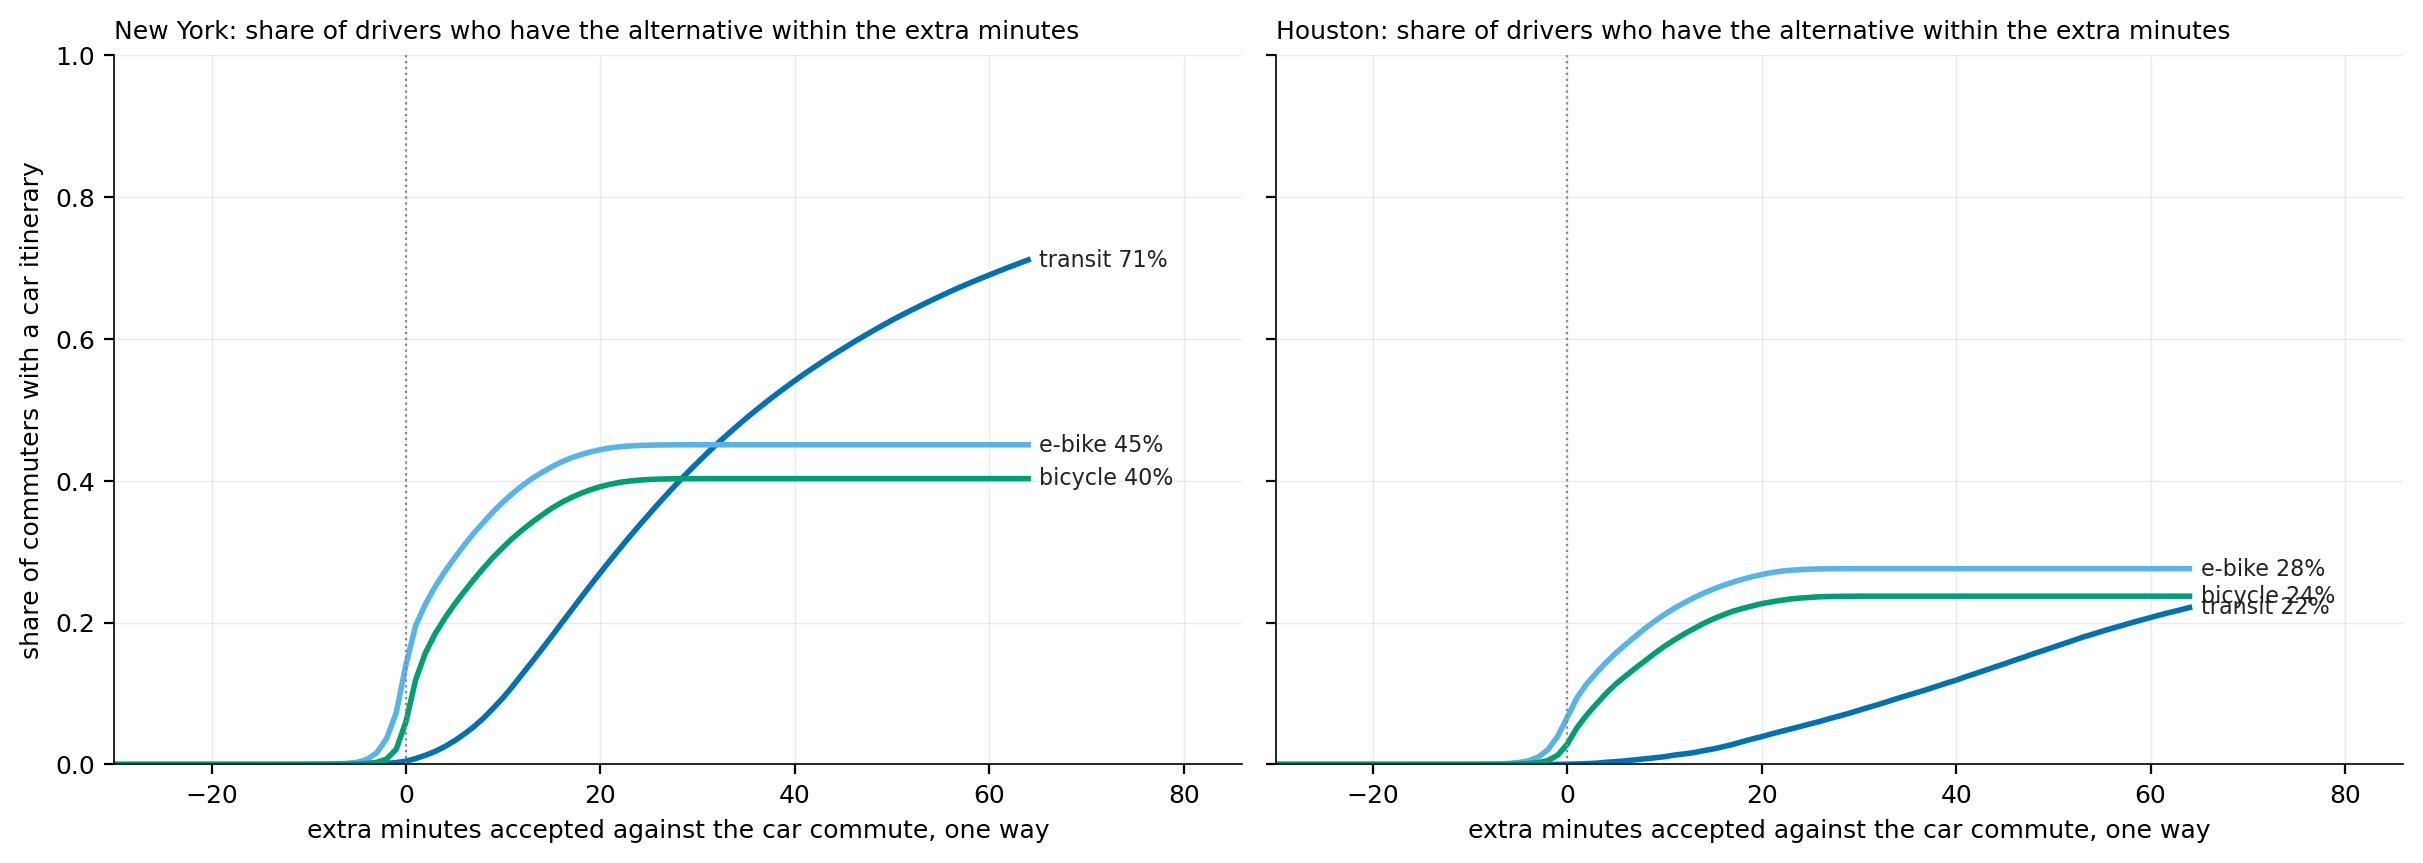 New York: share of drivers who have the alternative within the extra minutes
Houston: share of drivers who have the alternative within the extra minutes
share of commuters with a car itinerary
1.0
0.8
0.6
0.4
0.2
0.0
transit 71%
e-bike 45%
bicycle 40%
e-bike 28%
bicycle 24%
transit 22%
−20 0 20 40 60 80
−20 0 20 40 60 80
extra minutes accepted against the car commute, one way
extra minutes accepted against the car commute, one way